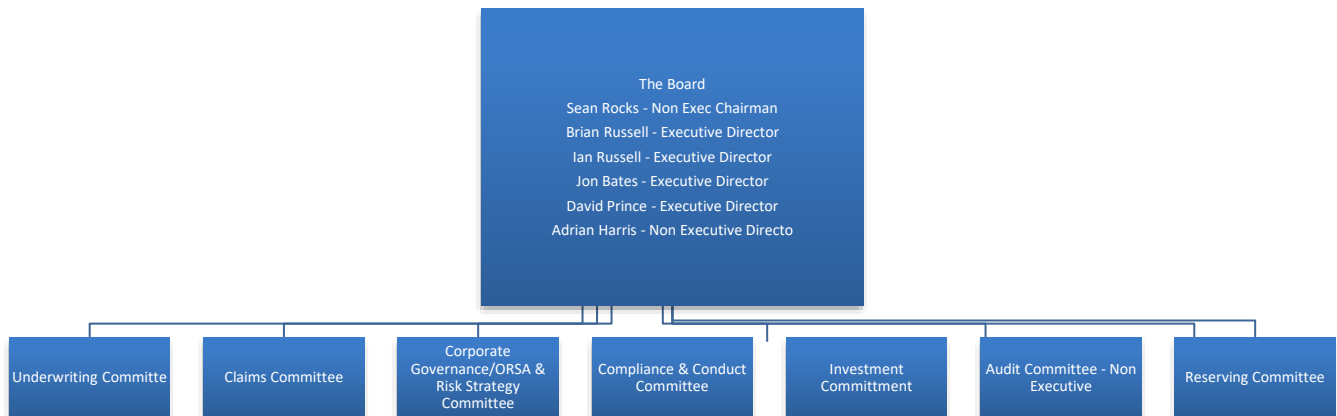 The Board
Sean Rocks - Non Exec Chairman
Brian Russell - Executive Director
Ian Russell - Executive Director
Jon Bates - Executive Director
David Prince - Executive Director
Adrian Harris - Non Executive Directo
Underwriting Committe
Claims Committee
Corporate
Governance/ORSA &
Risk Strategy
Committee
Compliance & Conduct
Committee
Investment
Committment
Audit Committee - Non
Executive
Reserving Committee